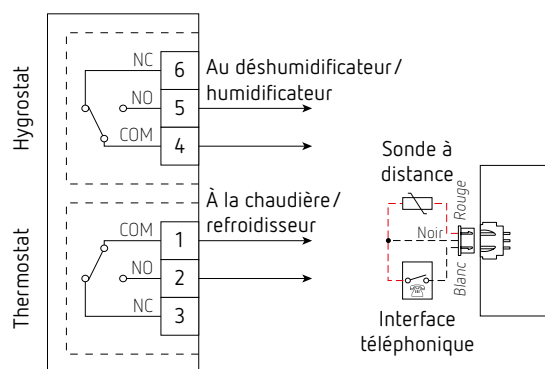 Hygrostat
NC
6
NO
5
COM
4
Au déshumidificateur/
humidificateur
Thermostat
COM
1
NO
2
NC
3
À la chaudière/
refroidisseur
Sonde à
distance
Rouge
Noir
Blanc
Interface
téléphonique